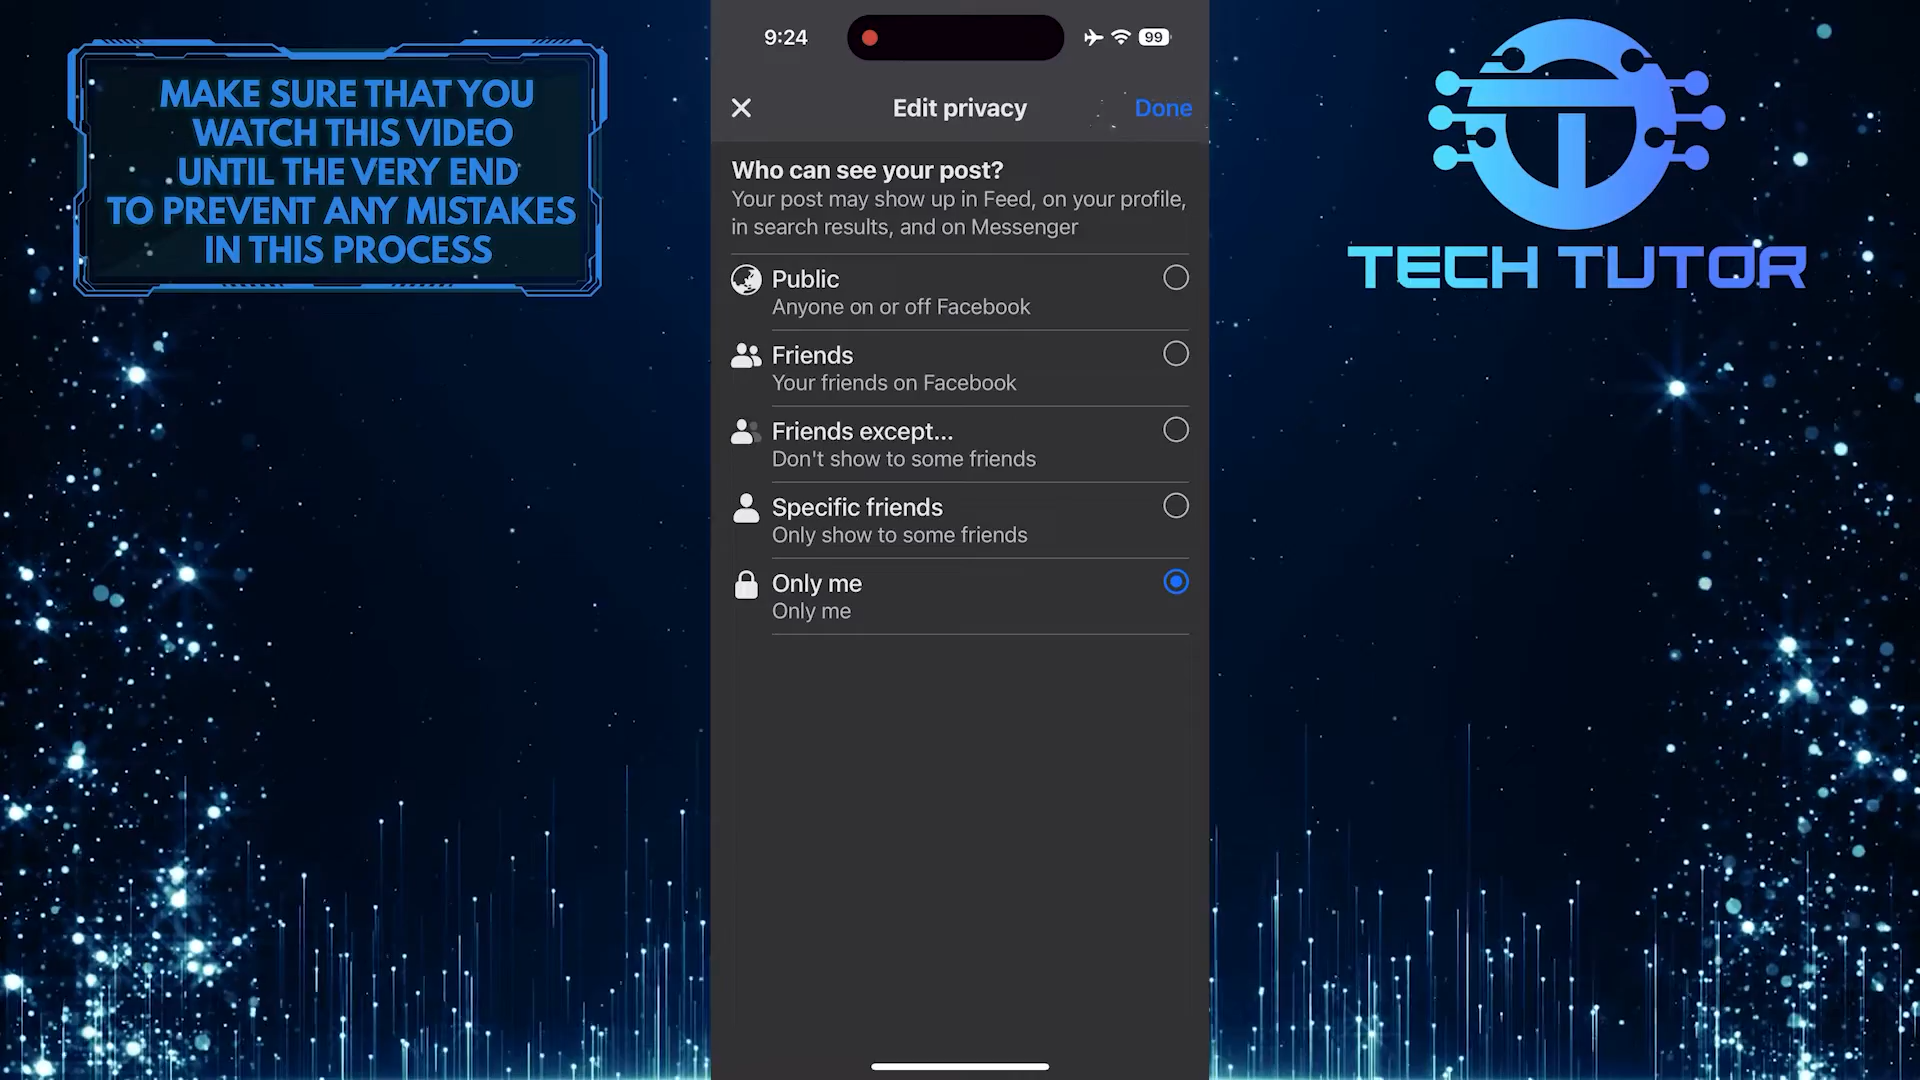 MAKE SURE THAT YOU
WATCH THIS VIDEO
UNTIL THE VERY END
TO PREVENT ANY MISTAKES
IN THIS PROCESS
9:24
99
Edit privacy
Done
Who can see your post?
Your post may show up in Feed, on your profile,
in search results, and on Messenger
Public
Anyone on or off Facebook
Friends
Your friends on Facebook
Friends except...
Don't show to some friends
Specific friends
Only show to some friends
Only me
Only me
TECH TUTOR